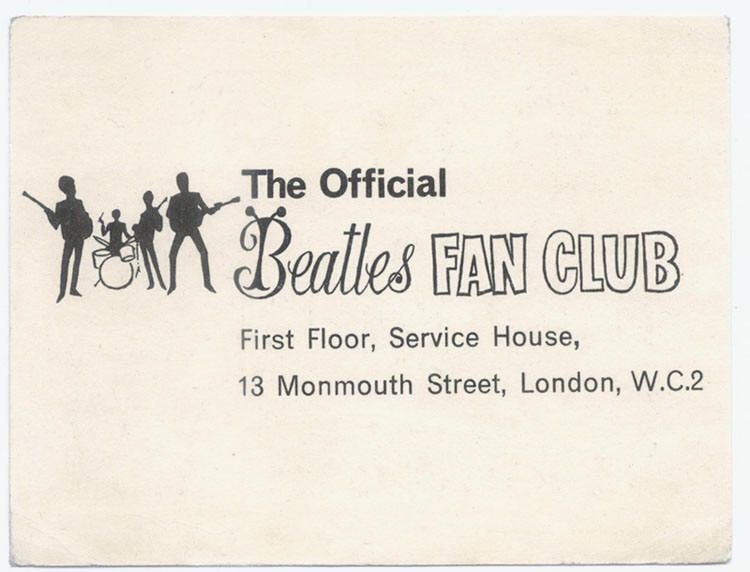 The Official
Beatles FAN CLUB
First Floor, Service House,
13 Monmouth Street, London, W.C.2